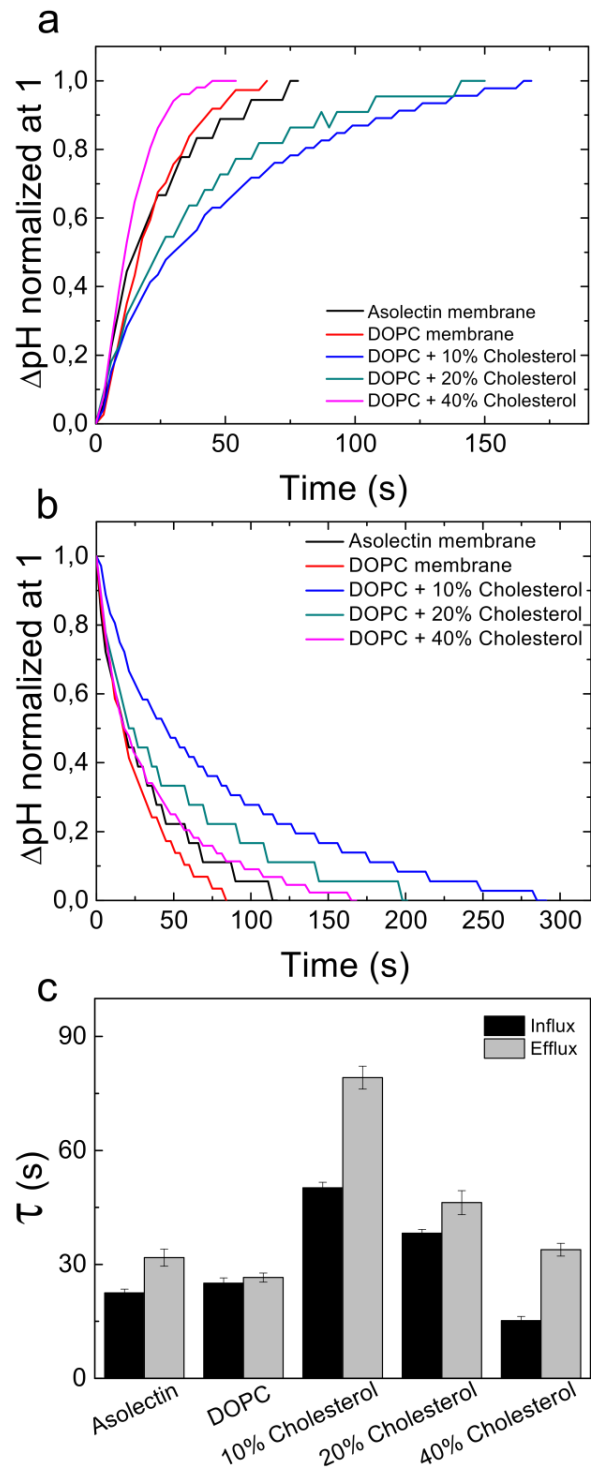 a
ΔpH normalized at 1
1,0
0,8
0,6
0,4
0,2
0,0
Asolectin membrane
DOPC membrane
DOPC + 10% Cholesterol
DOPC + 20% Cholesterol
DOPC + 40% Cholesterol
0 50 100 150
Time (s)
b
ΔpH normalized at 1
1,0
0,8
0,6
0,4
0,2
0,0
Asolectin membrane
DOPC membrane
DOPC + 10% Cholesterol
DOPC + 20% Cholesterol
DOPC + 40% Cholesterol
0 50 100 150 200 250 300
Time (s)
c
τ (s)
90
60
30
0
Influx
Efflux
Asolectin
DOPC
10% Cholesterol
20% Cholesterol
40% Cholesterol